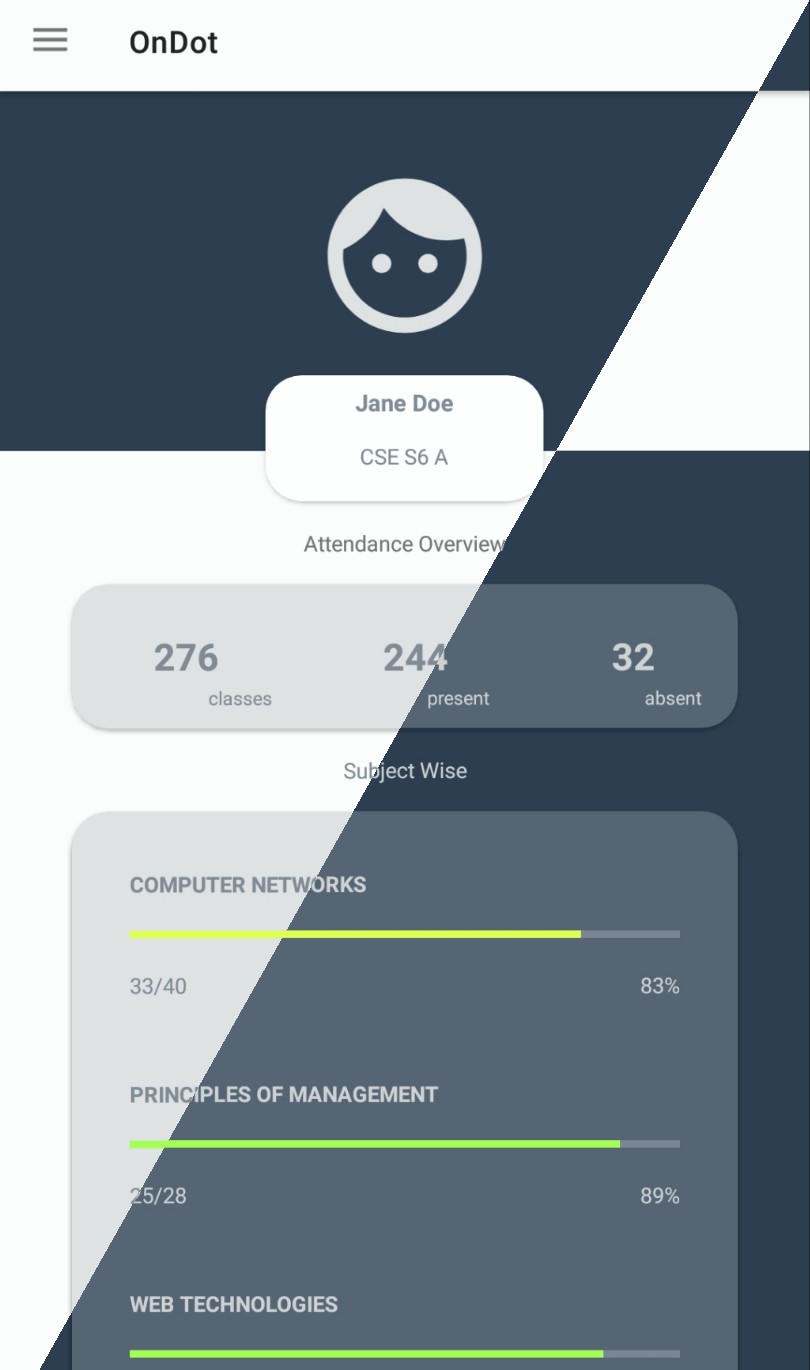 OnDot
Jane Doe
CSE S6 A
Attendance Overview
276 244 32
classes present absent
Subject Wise
COMPUTER NETWORKS
33/40 83%
PRINCIPLES OF MANAGEMENT
25/28 89%
WEB TECHNOLOGIES